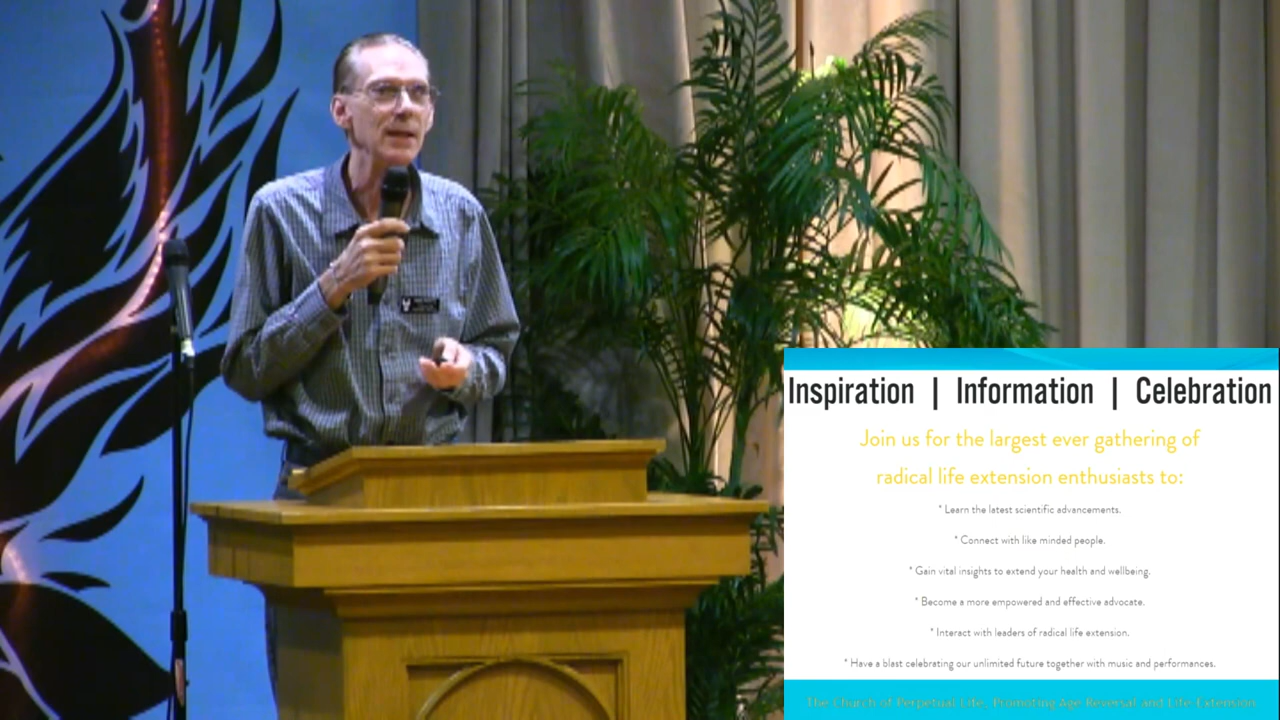 Inspiration | Information | Celebration
Join us for the largest ever gathering of
radical life extension enthusiasts to:
* Learn the latest scientific advancements.
* Connect with like minded people.
* Gain vital insights to extend your health and wellbeing.
* Become a more empowered and effective advocate.
* Interact with leaders of radical life extension.
* Have a blast celebrating our unlimited future together with music and performances.
The Church of Perpetual Life, Promoting Age Reversal and Life Extension